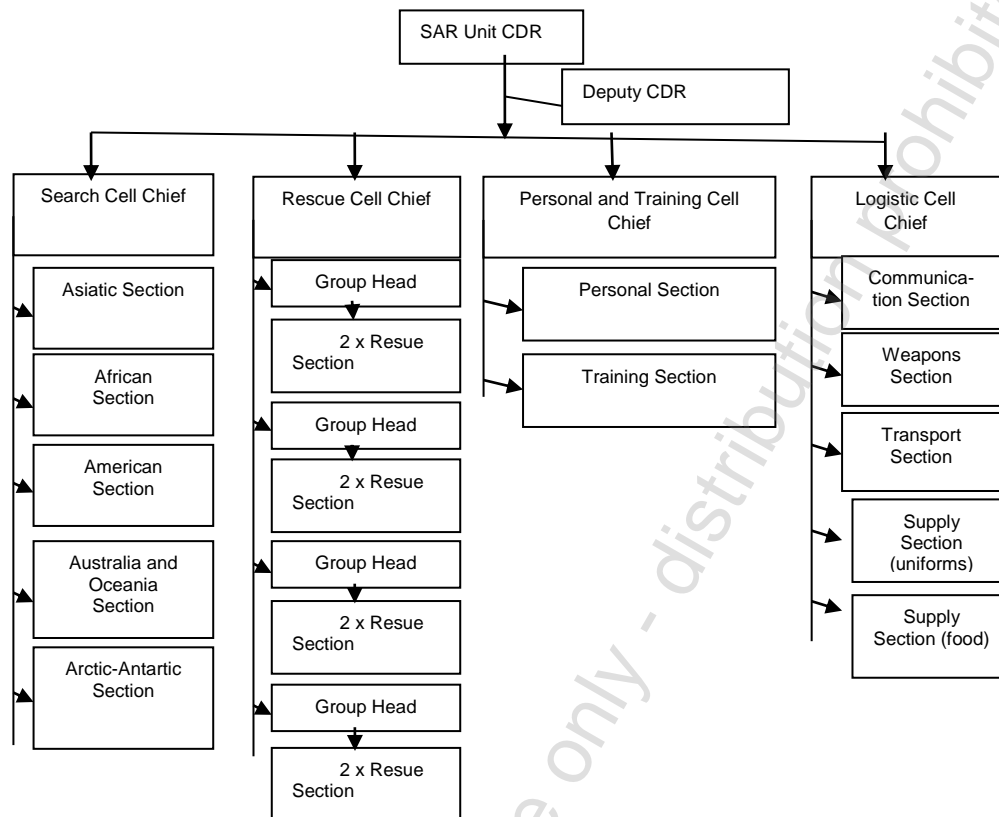 SAR Unit CDR
Deputy CDR
Search Cell Chief
Asiatic Section
African
Section
American
Section
Australia and
Oceania
Section
Arctic-Antartic
Section
Rescue Cell Chief
Group Head
2 x Resue
Section
Group Head
2 x Resue
Section
Group Head
2 x Resue
Section
Group Head
2 x Resue
Section
Personal and Training Cell
Chief
Personal Section
Training Section
Logistic Cell
Chief
Communica-
tion Section
Weapons
Section
Transport
Section
Supply
Section
(uniforms)
Supply
Section (food)
only - distribution